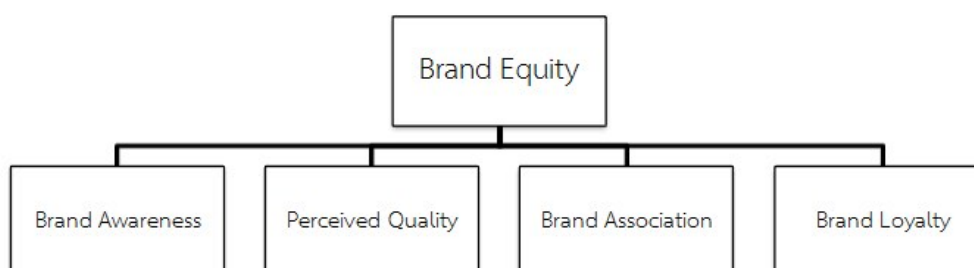 Brand Equity
Brand Awareness
Perceived Quality
Brand Association
Brand Loyalty